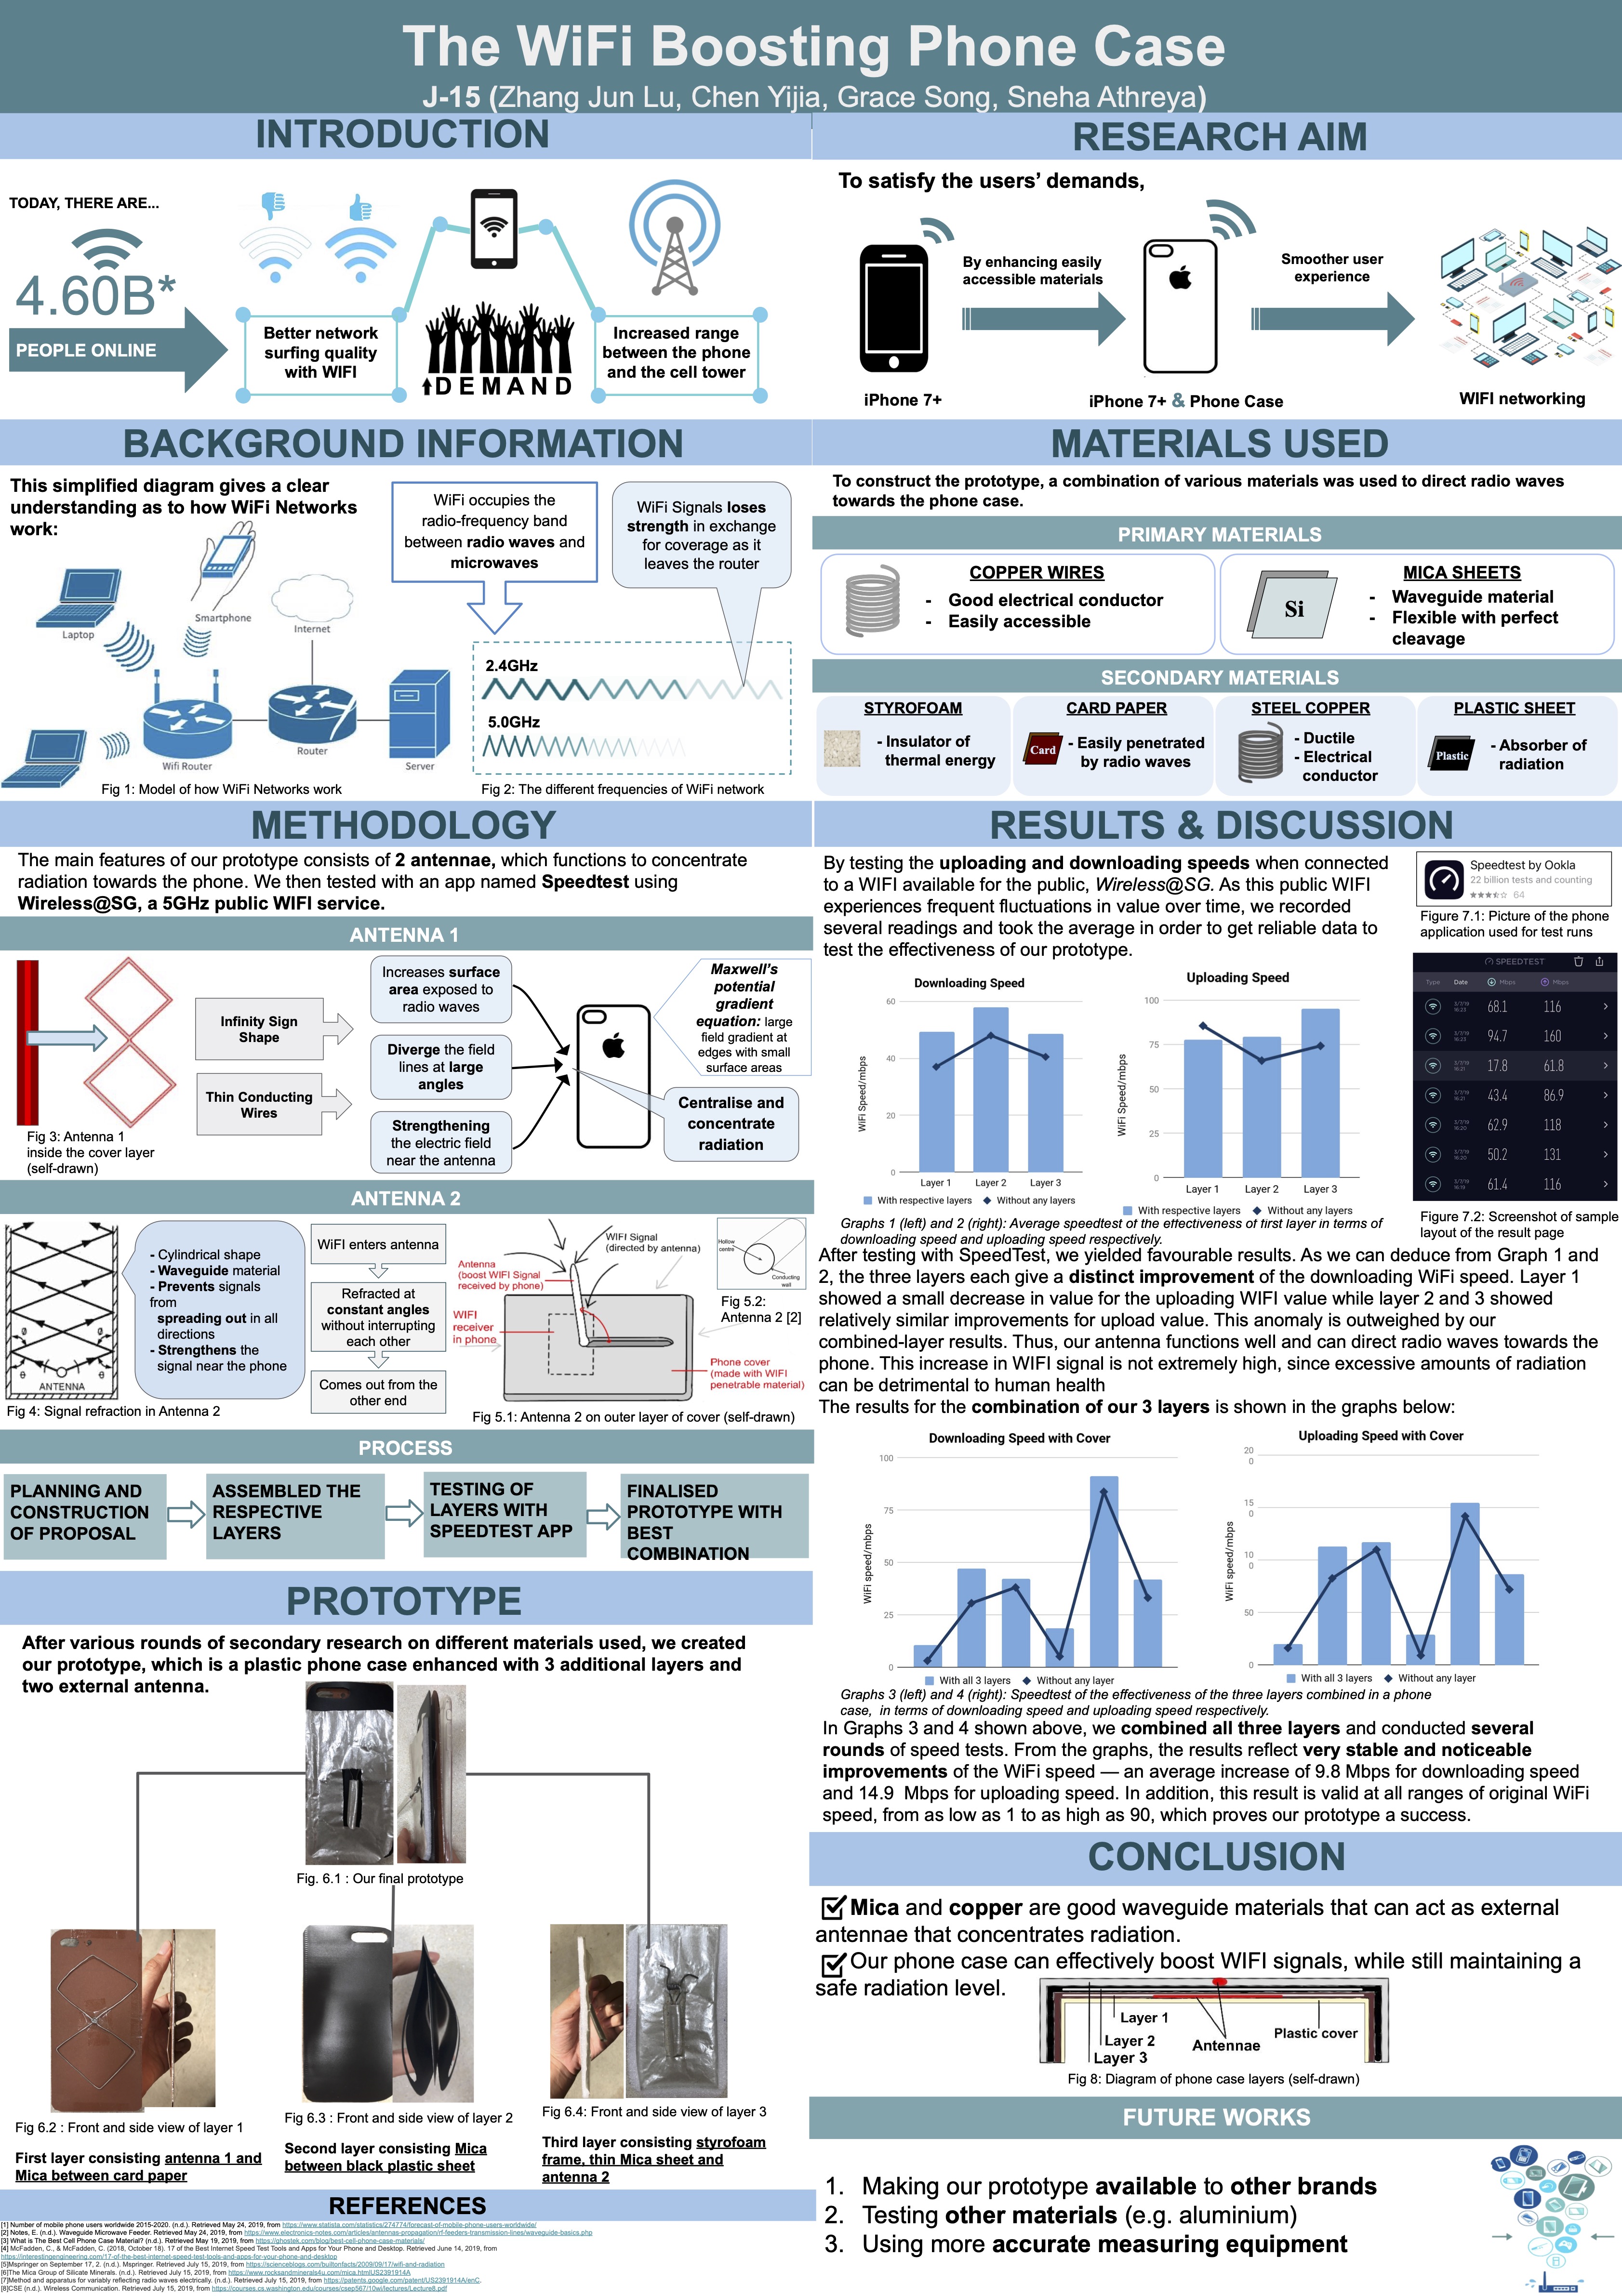 The WiFi Boosting Phone Case
J-15 (Zhang Jun Lu, Chen Yijia, Grace Song, Sneha Athreya)
INTRODUCTION
TODAY, THERE ARE...
4.60B*
PEOPLE ONLINE
Better network
surfing quality
with WIFI
DEMAND
Increased range
between the phone
and the cell tower
RESEARCH AIM
To satisfy the users' demands,
By enhancing easily
accessible materials
Smoother user
experience
iPhone 7+
iPhone 7+ & Phone Case
WIFI networking
BACKGROUND INFORMATION
This simplified diagram gives a clear
understanding as to how WiFi Networks
work:
Laptop
Smartphone
Internet
Wifi Router
Router
Server
Fig 1: Model of how WiFi Networks work
WiFi occupies the
radio-frequency band
between radio waves and
microwaves
WiFi Signals loses
strength in exchange
for coverage as it
leaves the router
2.4GHz
5.0GHz
Fig 2: The different frequencies of WiFi network
MATERIALS USED
To construct the prototype, a combination of various materials was used to direct radio waves
towards the phone case.
PRIMARY MATERIALS
COPPER WIRES
- Good electrical conductor
- Easily accessible
Si
MICA SHEETS
- Waveguide material
- Flexible with perfect
cleavage
SECONDARY MATERIALS
STYROFOAM
- Insulator of
thermal energy
CARD PAPER
Card
- Easily penetrated
by radio waves
STEEL COPPER
- Ductile
- Electrical
conductor
PLASTIC SHEET
Plastic
- Absorber of
radiation
METHODOLOGY
The main features of our prototype consists of 2 antennae, which functions to concentrate
radiation towards the phone. We then tested with an app named Speedtest using
Wireless@SG, a 5GHz public WIFI service.
ANTENNA 1
Fig 3: Antenna 1
inside the cover layer
(self-drawn)
Infinity Sign
Shape
Thin Conducting
Wires
Increases surface
area exposed to
radio waves
Diverge the field
lines at large
angles
Strengthening
the electric field
near the antenna
Maxwell's
potential
gradient
equation: large
field gradient at
edges with small
surface areas
Centralise and
concentrate
radiation
ANTENNA 2
ø
ø
θ
θ
ANTENNA
Fig 4: Signal refraction in Antenna 2
- Cylindrical shape
- Waveguide material
- Prevents signals
from
spreading out in all
directions
- Strengthens the
signal near the phone
WiFI enters antenna
Refracted at
constant angles
without interrupting
each other
Comes out from the
other end
WIFI Signal
(directed by antenna)
Antenna
(boost WIFI Signal
received by phone)
WIFI
receiver
in phone
Phone cover
(made with WIFI
penetrable material)
Hollow
centre
Conducting
wall
Fig 5.2:
Antenna 2 [2]
Fig 5.1: Antenna 2 on outer layer of cover (self-drawn)
PROCESS
PLANNING AND
CONSTRUCTION
OF PROPOSAL
ASSEMBLED THE
RESPECTIVE
LAYERS
TESTING OF
LAYERS WITH
SPEEDTEST APP
FINALISED
PROTOTYPE WITH
BEST
COMBINATION
PROTOTYPE
After various rounds of secondary research on different materials used, we created
our prototype, which is a plastic phone case enhanced with 3 additional layers and
two external antenna.
Fig. 6.1 : Our final prototype
Fig 6.2 : Front and side view of layer 1
First layer consisting antenna 1 and
Mica between card paper
Fig 6.3 : Front and side view of layer 2
Second layer consisting Mica
between black plastic sheet
Fig 6.4: Front and side view of layer 3
Third layer consisting styrofoam
frame, thin Mica sheet and
antenna 2
REFERENCES
[1] Number of mobile phone users worldwide 2015-2020. (n.d.). Retrieved May 24, 2019, from https://www.statista.com/statistics/274774/forecast-of-mobile-phone-users-worldwide/
[2] Notes, E. (n.d.). Waveguide Microwave Feeder. Retrieved May 24, 2019, from https://www.electronics-notes.com/articles/antennas-propagation/rf-feeders-transmission-lines/waveguide-basics.php
[3] What is The Best Cell Phone Case Material? (n.d.). Retrieved May 19, 2019, from https://ghostek.com/blog/best-cell-phone-case-materials/
[4] McFadden, C., & McFadden, C. (2018, October 18). 17 of the Best Internet Speed Test Tools and Apps for Your Phone and Desktop. Retrieved June 14, 2019, from
https://interestingengineering.com/17-of-the-best-internet-speed-test-tools-and-apps-for-your-phone-and-desktop
[5]Mspringer on September 17, 2. (n.d.). Mspringer. Retrieved July 15, 2019, from https://scienceblogs.com/builtonfacts/2009/09/17/wifi-and-radiation
[6]The Mica Group of Silicate Minerals. (n.d.). Retrieved July 15, 2019, from https://www.rocksandminerals4u.com/mica.htmlUS2391914A
[7]Method and apparatus for variably reflecting radio waves electrically. (n.d.). Retrieved July 15, 2019, from https://patents.google.com/patent/US2391914A/enC.
[8]CSE (n.d.). Wireless Communication. Retrieved July 15, 2019, from https://courses.cs.washington.edu/courses/csep567/10wi/lectures/Lecture8.pdf
RESULTS & DISCUSSION
By testing the uploading and downloading speeds when connected
to a WIFI available for the public, Wireless@SG. As this public WIFI
experiences frequent fluctuations in value over time, we recorded
several readings and took the average in order to get reliable data to
test the effectiveness of our prototype.
Speedtest by Ookla
22 billion tests and counting
64
Figure 7.1: Picture of the phone
application used for test runs
Downloading Speed
WiFi Speed/mbps
60
40
20
0
Layer 1 Layer 2 Layer 3
With respective layers Without any layers
Uploading Speed
WiFi Speed/mbps
100
75
50
25
0
Layer 1 Layer 2 Layer 3
With respective layers Without any layers
SPEEDTEST
Type Date Mbps Mbps
3/7/19 16:23 68.1 116
3/7/19 16:23 94.7 160
3/7/19 16:21 17.8 61.8
3/7/19 16:21 43.4 86.9
3/7/19 16:20 62.9 118
3/7/19 16:20 50.2 131
3/7/19 16:19 61.4 116
Figure 7.2: Screenshot of sample
layout of the result page
Graphs 1 (left) and 2 (right): Average speedtest of the effectiveness of first layer in terms of
downloading speed and uploading speed respectively.
After testing with SpeedTest, we yielded favourable results. As we can deduce from Graph 1 and
2, the three layers each give a distinct improvement of the downloading WiFi speed. Layer 1
showed a small decrease in value for the uploading WIFI value while layer 2 and 3 showed
relatively similar improvements for upload value. This anomaly is outweighed by our
combined-layer results. Thus, our antenna functions well and can direct radio waves towards the
phone. This increase in WIFI signal is not extremely high, since excessive amounts of radiation
can be detrimental to human health
The results for the combination of our 3 layers is shown in the graphs below:
Downloading Speed with Cover
WiFi speed/mbps
100
75
50
25
0
With all 3 layers Without any layer
Uploading Speed with Cover
WiFi speed/mbps
20
0
15
0
10
0
50
0
With all 3 layers Without any layer
Graphs 3 (left) and 4 (right): Speedtest of the effectiveness of the three layers combined in a phone
case, in terms of downloading speed and uploading speed respectively.
In Graphs 3 and 4 shown above, we combined all three layers and conducted several
rounds of speed tests. From the graphs, the results reflect very stable and noticeable
improvements of the WiFi speed — an average increase of 9.8 Mbps for downloading speed
and 14.9 Mbps for uploading speed. In addition, this result is valid at all ranges of original WiFi
speed, from as low as 1 to as high as 90, which proves our prototype a success.
CONCLUSION
Mica and copper are good waveguide materials that can act as external
antennae that concentrates radiation.
Our phone case can effectively boost WIFI signals, while still maintaining a
safe radiation level.
Layer 1
Layer 2
Layer 3
Antennae
Plastic cover
Fig 8: Diagram of phone case layers (self-drawn)
FUTURE WORKS
1. Making our prototype available to other brands
2. Testing other materials (e.g. aluminium)
3. Using more accurate measuring equipment